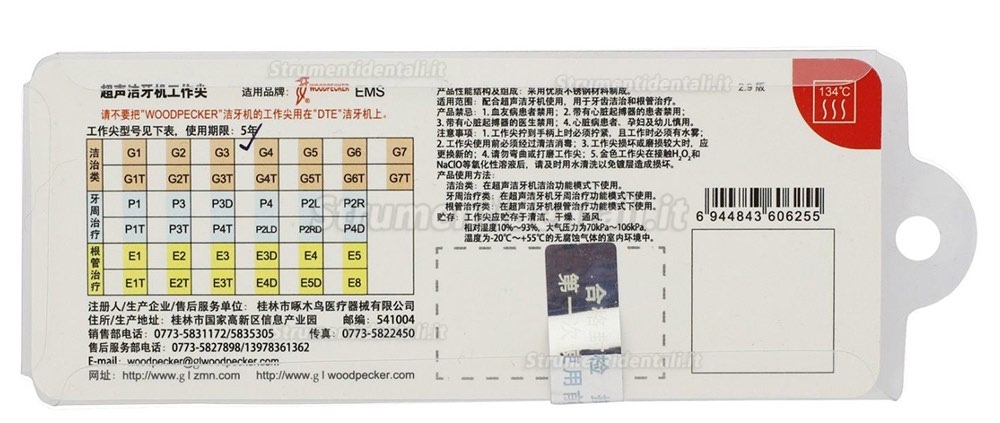 超声洁牙机工作尖 适用品牌: WOODPECKER EMS
请不要把"WOODPECKER"洁牙机的工作尖用在"DTE"洁牙机上。
工作尖型号见下表，使用期限: 5年
洁治类 G1 G2 G3 G4 G5 G6 G7
G1T G2T G3T G4T G5T G6T G7T
牙周治疗 P1 P3 P3D P4 P2L P2R
P1T P3T P4T P2LD P2RD P4D
根管治疗 E1 E2 E3 E3D E4 E5
E1T E2T E3T E4D E5D E8
注册人/生产企业/售后服务单位: 桂林市啄木鸟医疗器械有限公司
住所/生产地址: 桂林市国家高新区信息产业园 邮编: 541004
销售部电话: 0773-5831172/5835305 传真 0773-5822450
售后服务部电话: 0773-5827898/13978361362
E-mail: woodpecker@glwoodpecker.com
网址: http://www.glzmn.com http://www.glwoodpecker.com
产品性能结构及组成: 采用优质不锈钢材料制成。
适用范围: 配合超声洁牙机使用，用于牙齿洁治和根管治疗。
产品禁忌: 1.血友病患者禁用; 2.带有心脏起搏器的患者禁用;
3.带有心脏起搏器的医生禁用; 4.心脏病患者、孕妇及幼儿慎用。
注意事项: 1.工作尖拧到手柄上时必须拧紧，且工作时必须有水雾;
2.工作尖使用前必须经过清洁消毒; 3.工作尖损坏或磨损较大时，应
更换新的; 4.请勿弯曲或打磨工作尖; 5.金色工作尖在接触H2O2和
NaClO等氧化性溶液后，请及时用水清洗以免镀层造成损害。
产品使用方法:
洁治类: 在超声洁牙机洁治功能模式下使用。
牙周治疗类: 在超声洁牙机牙周治疗功能模式下使用。
根管治疗类: 在超声洁牙机根管治疗功能模式下使用。
贮存: 工作尖应贮存于清洁、干燥、通风，
相对湿度10%~93%，大气压力为70kPa~106kPa，
温度为-20℃~+55℃的无腐蚀气体的室内环境中。
2.9版
134℃
6 944843 606255
合格
第一次
检
用前
Strumentidentali.it
Strumentidentali.it
Strumentidentali.it